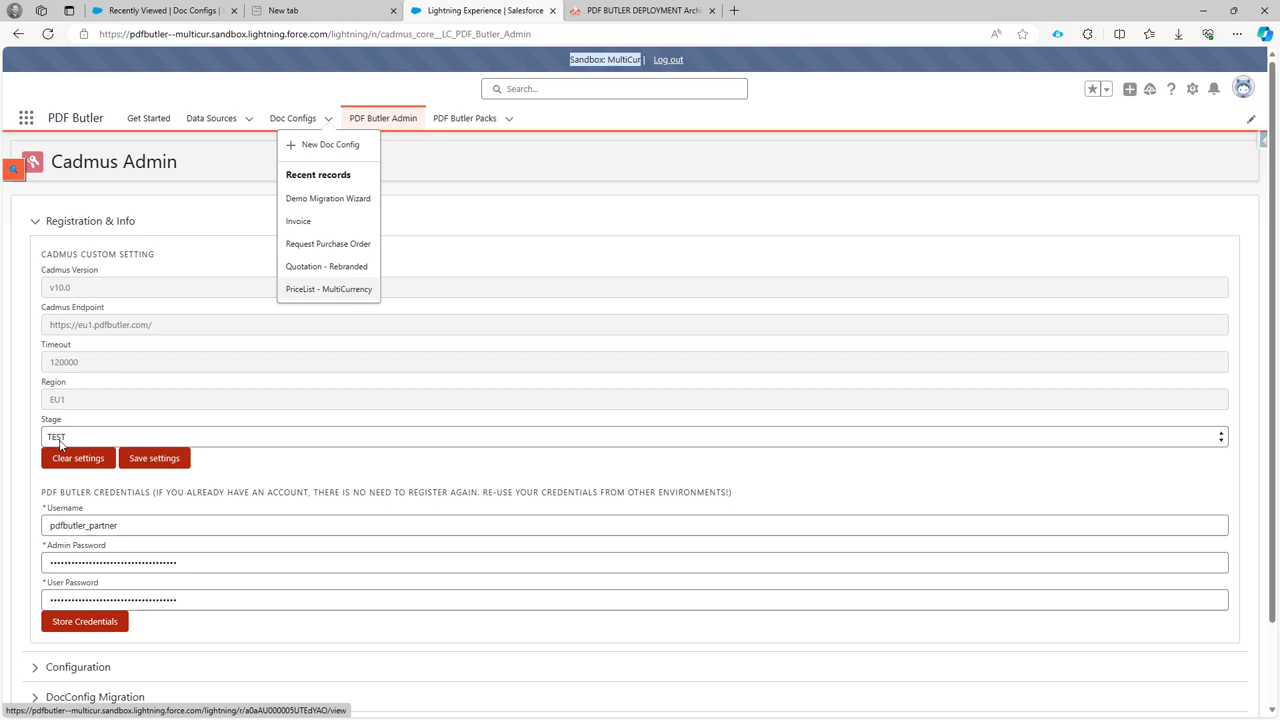 Recently Viewed | Doc Configs | S
New tab
Lightning Experience | Salesforce
PDF BUTLER DEPLOYMENT Archi
https://pdfbutler--multicur.sandbox.lightning.force.com/lightning/n/cadmus_core__LC_PDF_Butler_Admin
Sandbox: MultiCur | Log out
Search...
PDF Butler
Get Started
Data Sources
Doc Configs
PDF Butler Admin
PDF Butler Packs
New Doc Config
Recent records
Demo Migration Wizard
Invoice
Request Purchase Order
Quotation - Rebranded
PriceList - MultiCurrency
Cadmus Admin
Registration & Info
CADMUS CUSTOM SETTING
Cadmus Version
v10.0
Cadmus Endpoint
https://eu1.pdfbutler.com/
Timeout
120000
Region
EU1
Stage
TEST
Clear settings
Save settings
PDF BUTLER CREDENTIALS (IF YOU ALREADY HAVE AN ACCOUNT, THERE IS NO NEED TO REGISTER AGAIN. RE-USE YOUR CREDENTIALS FROM OTHER ENVIRONMENTS!)
*Username
pdfbutler_partner
*Admin Password
*User Password
Store Credentials
Configuration
DocConfig Migration
https://pdfbutler--multicur.sandbox.lightning.force.com/lightning/r/a0aAU000005UTEdYAO/view